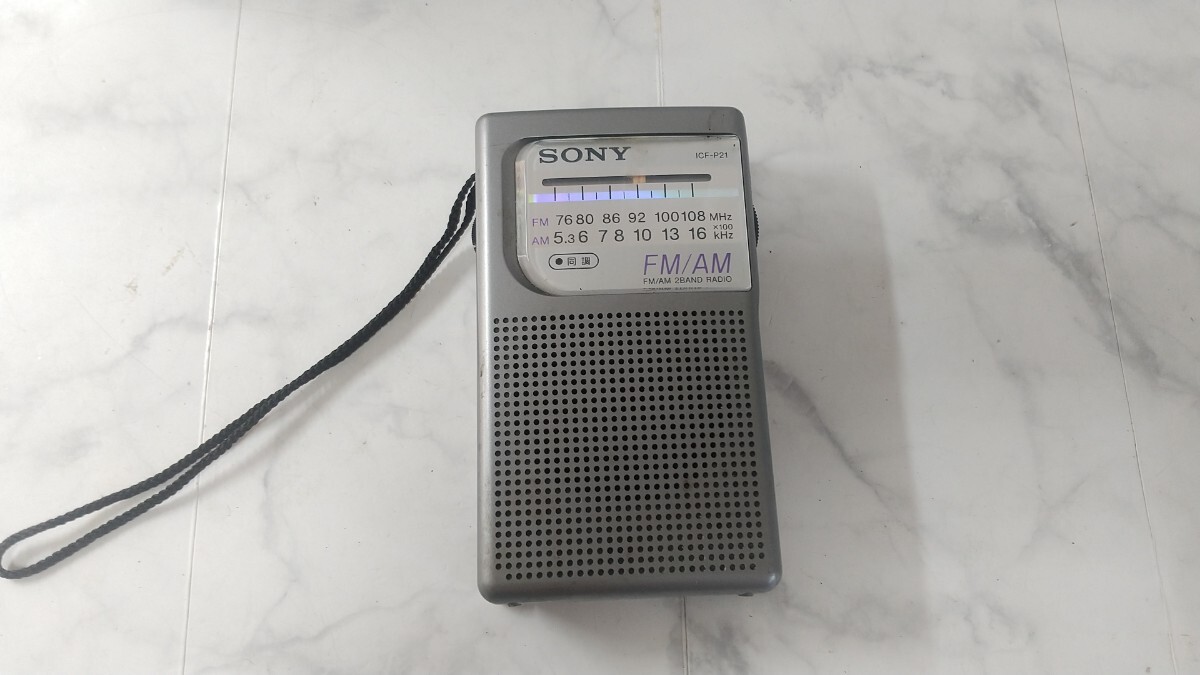 SONY
ICF-P21
FM 76 80 86 92 100 108 MHz
AM 5.3 6 7 8 10 13 16 ×100 kHz
同調
FM/AM
FM/AM 2BAND RADIO